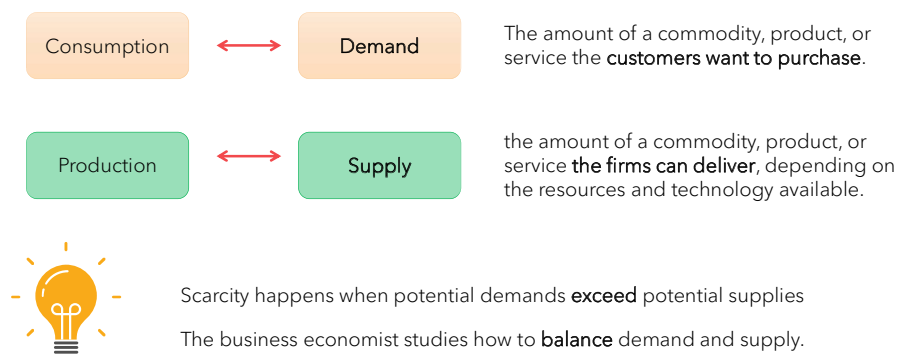 Consumption
Demand
The amount of a commodity, product, or
service the customers want to purchase.
Production
Supply
the amount of a commodity, product, or
service the firms can deliver, depending on
the resources and technology available.
Scarcity happens when potential demands exceed potential supplies
The business economist studies how to balance demand and supply.